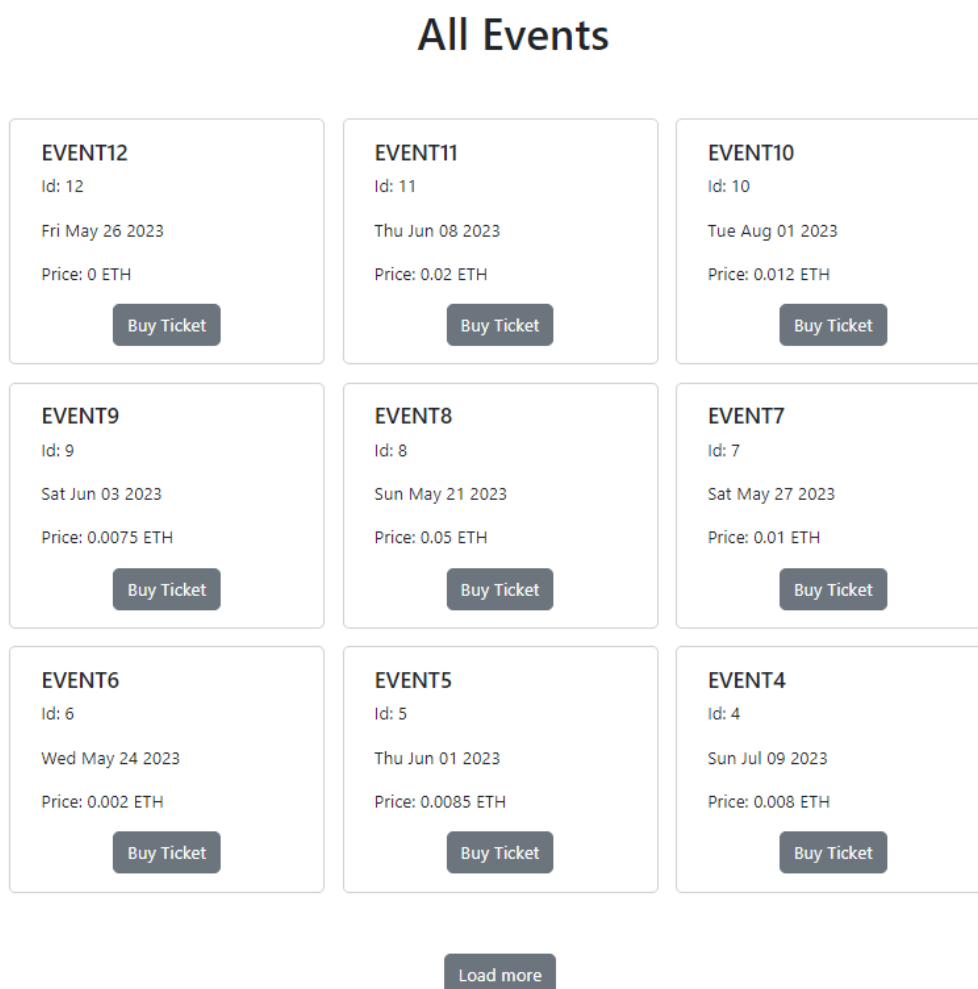 All Events
EVENT12
Id: 12
Fri May 26 2023
Price: 0 ETH
Buy Ticket
EVENT11
Id: 11
Thu Jun 08 2023
Price: 0.02 ETH
Buy Ticket
EVENT10
Id: 10
Tue Aug 01 2023
Price: 0.012 ETH
Buy Ticket
EVENT9
Id: 9
Sat Jun 03 2023
Price: 0.0075 ETH
Buy Ticket
EVENT8
Id: 8
Sun May 21 2023
Price: 0.05 ETH
Buy Ticket
EVENT7
Id: 7
Sat May 27 2023
Price: 0.01 ETH
Buy Ticket
EVENT6
Id: 6
Wed May 24 2023
Price: 0.002 ETH
Buy Ticket
EVENT5
Id: 5
Thu Jun 01 2023
Price: 0.0085 ETH
Buy Ticket
EVENT4
Id: 4
Sun Jul 09 2023
Price: 0.008 ETH
Buy Ticket
Load more